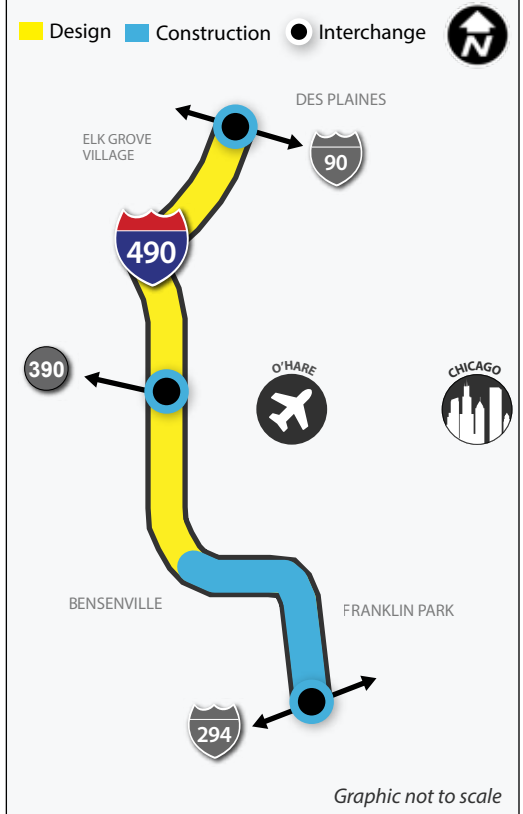 Design Construction Interchange
N
DES PLAINES
ELK GROVE
VILLAGE
90
490
390
O'HARE
CHICAGO
BENSENVILLE
FRANKLIN PARK
294
Graphic not to scale